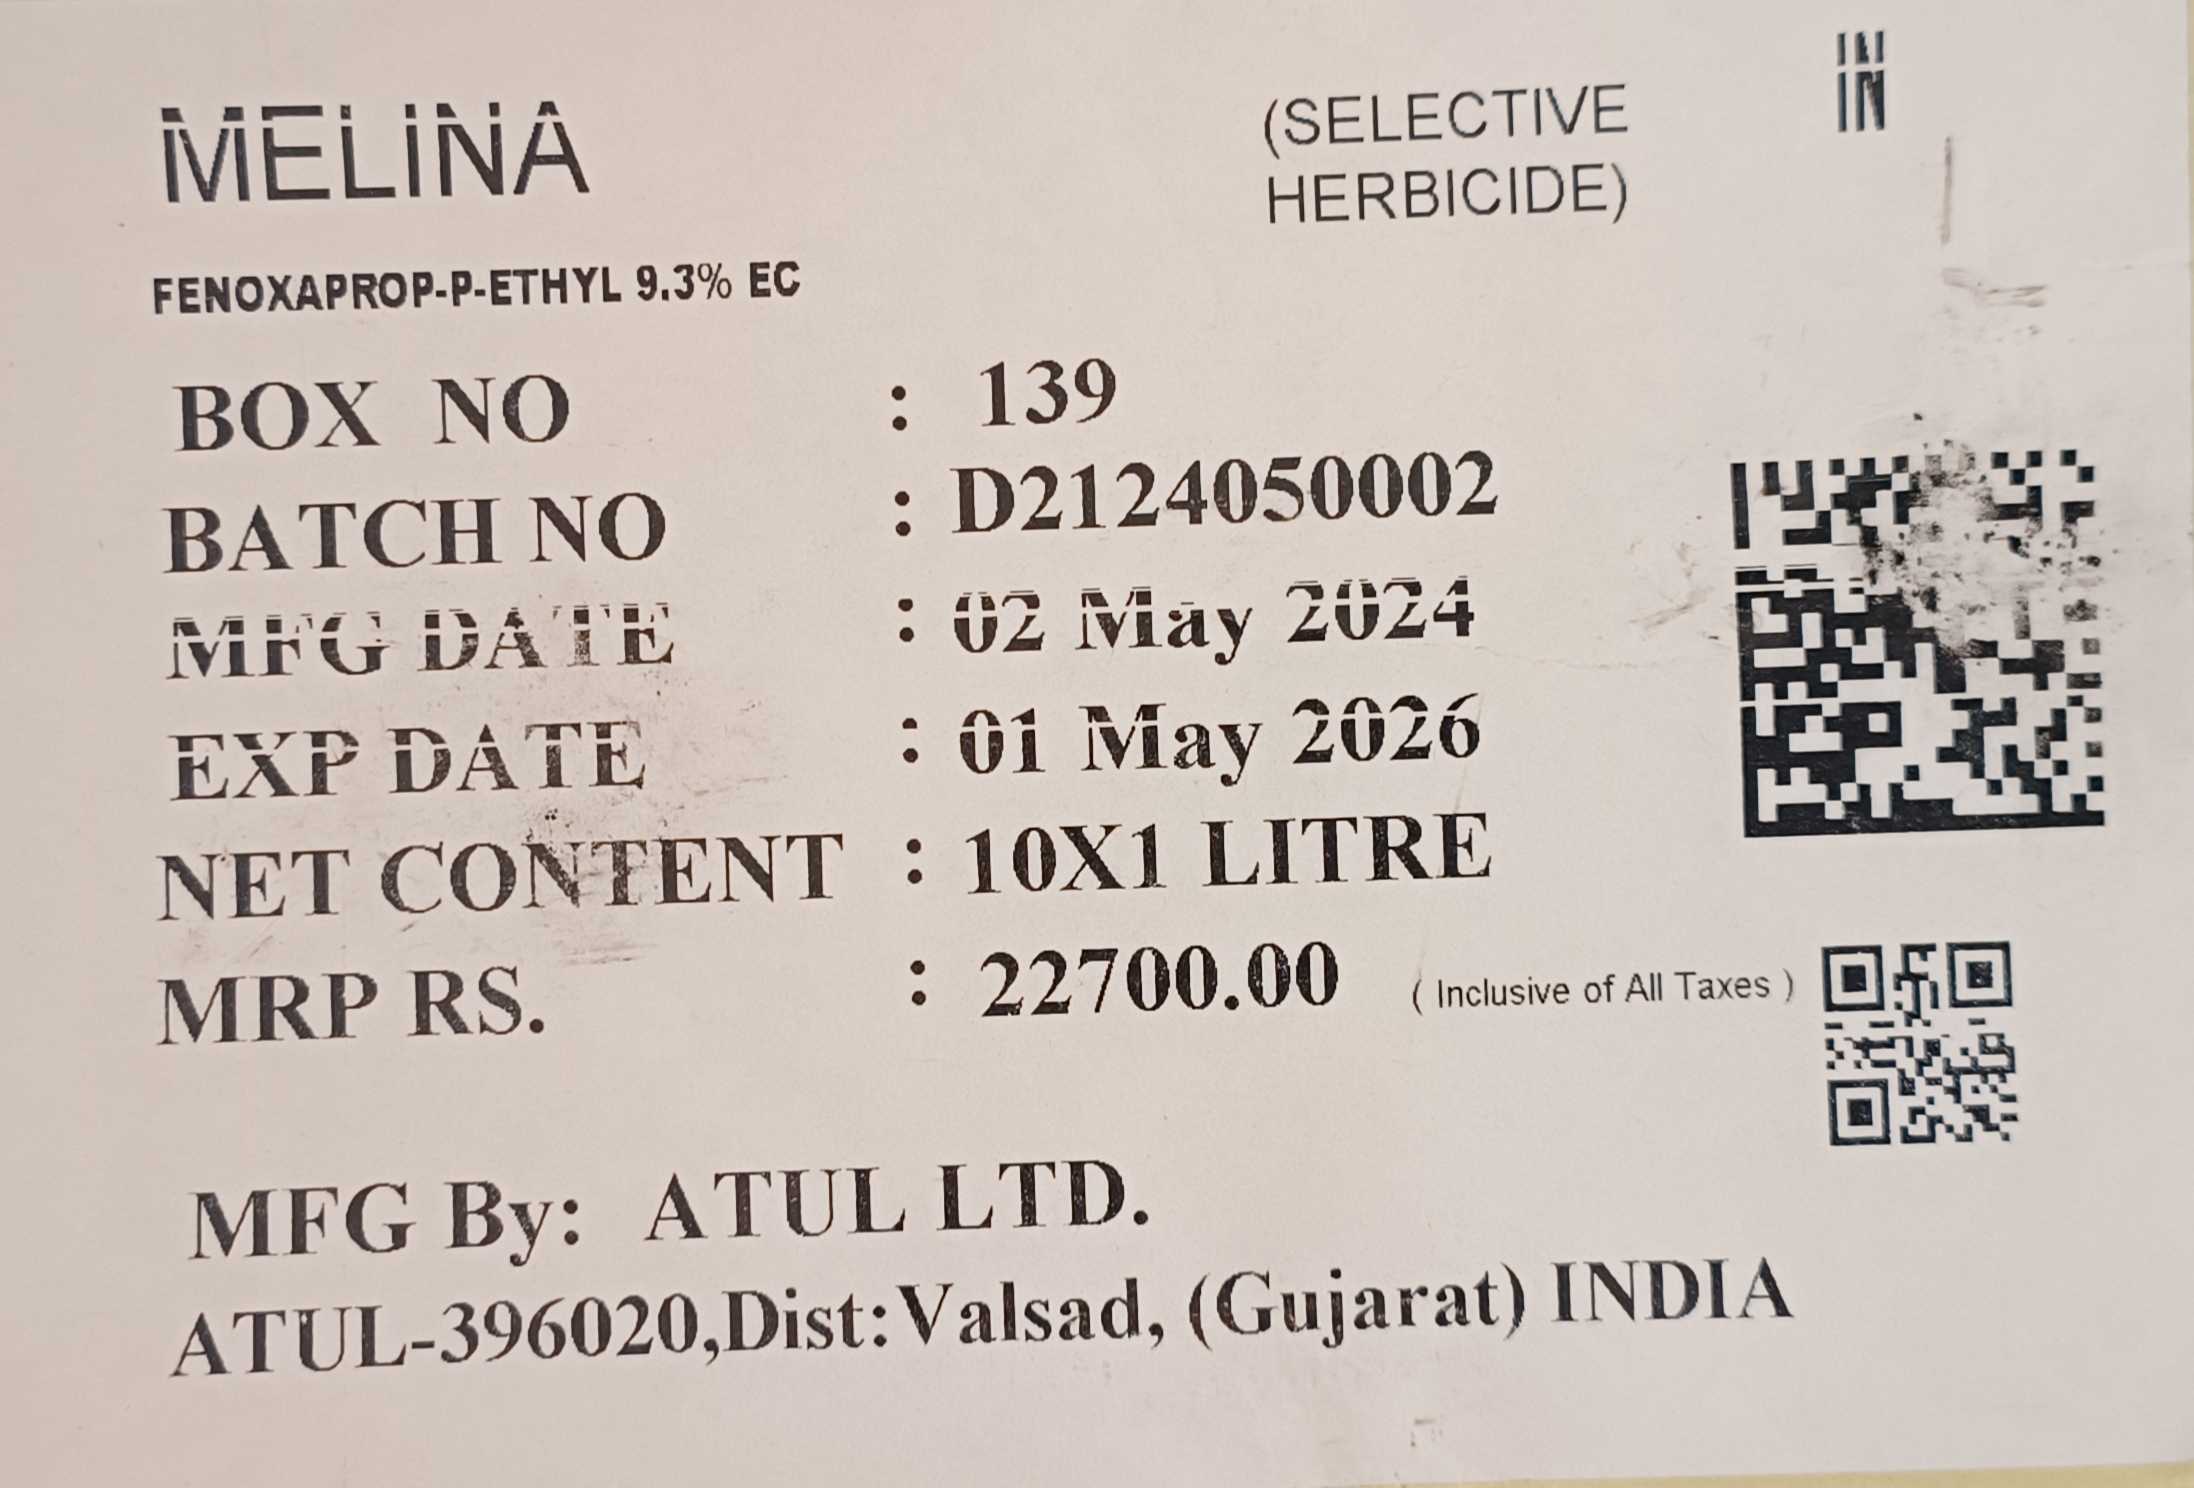 MELINA
(SELECTIVE
HERBICIDE)
IN
FENOXAPROP-P-ETHYL 9.3% EC
BOX NO : 139
BATCH NO : D2124050002
MFG DATE : 02 May 2024
EXP DATE : 01 May 2026
NET CONTENT : 10X1 LITRE
MRP RS. : 22700.00 ( Inclusive of All Taxes )
MFG By: ATUL LTD.
ATUL-396020,Dist:Valsad, (Gujarat) INDIA